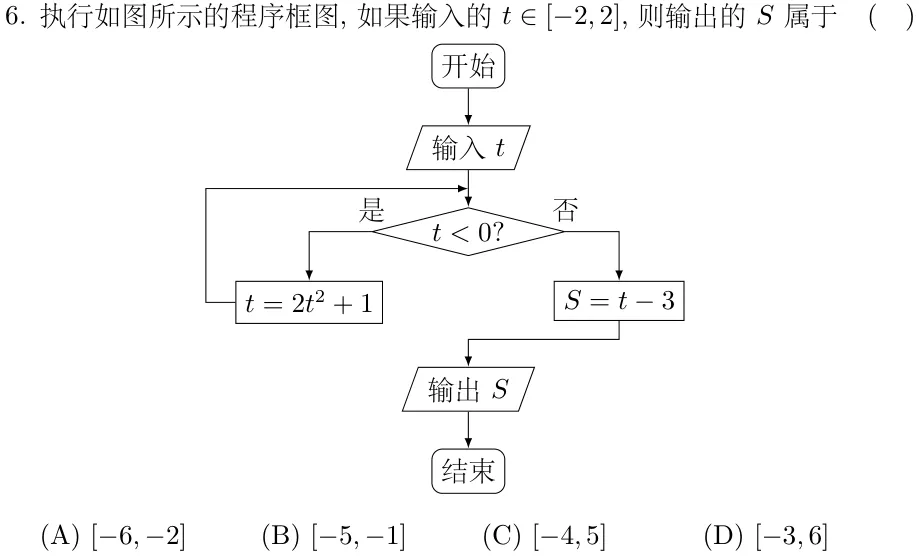 6. 执行如图所示的程序框图, 如果输入的 t ∈ [−2, 2], 则输出的 S 属于 ( )
开始
输入 t
是
否
t < 0?
t = 2t² + 1
S = t − 3
输出 S
结束
(A) [−6, −2] (B) [−5, −1] (C) [−4, 5] (D) [−3, 6]